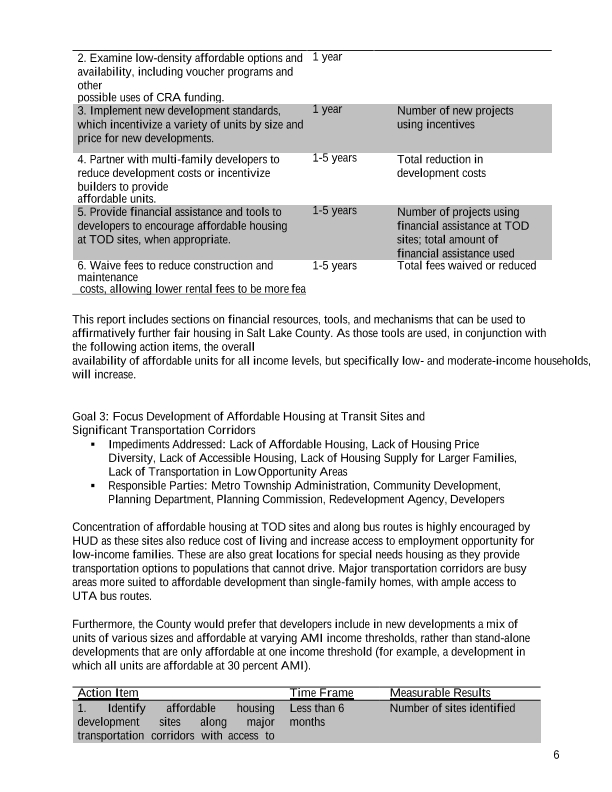 2. Examine low-density affordable options and 1 year
availability, including voucher programs and
other
possible uses of CRA funding.
3. Implement new development standards, 1 year Number of new projects
which incentivize a variety of units by size and using incentives
price for new developments.
4. Partner with multi-family developers to 1-5 years Total reduction in
reduce development costs or incentivize development costs
builders to provide
affordable units.
5. Provide financial assistance and tools to 1-5 years Number of projects using
developers to encourage affordable housing financial assistance at TOD
at TOD sites, when appropriate. sites; total amount of
financial assistance used
6. Waive fees to reduce construction and 1-5 years Total fees waived or reduced
maintenance
costs, allowing lower rental fees to be more fea
This report includes sections on financial resources, tools, and mechanisms that can be used to
affirmatively further fair housing in Salt Lake County. As those tools are used, in conjunction with
the following action items, the overall
availability of affordable units for all income levels, but specifically low- and moderate-income households,
will increase.
Goal 3: Focus Development of Affordable Housing at Transit Sites and
Significant Transportation Corridors
▪ Impediments Addressed: Lack of Affordable Housing, Lack of Housing Price
Diversity, Lack of Accessible Housing, Lack of Housing Supply for Larger Families,
Lack of Transportation in Low Opportunity Areas
▪ Responsible Parties: Metro Township Administration, Community Development,
Planning Department, Planning Commission, Redevelopment Agency, Developers
Concentration of affordable housing at TOD sites and along bus routes is highly encouraged by
HUD as these sites also reduce cost of living and increase access to employment opportunity for
low-income families. These are also great locations for special needs housing as they provide
transportation options to populations that cannot drive. Major transportation corridors are busy
areas more suited to affordable development than single-family homes, with ample access to
UTA bus routes.
Furthermore, the County would prefer that developers include in new developments a mix of
units of various sizes and affordable at varying AMI income thresholds, rather than stand-alone
developments that are only affordable at one income threshold (for example, a development in
which all units are affordable at 30 percent AMI).
Action Item Time Frame Measurable Results
1. Identify affordable housing Less than 6 Number of sites identified
development sites along major months
transportation corridors with access to
6